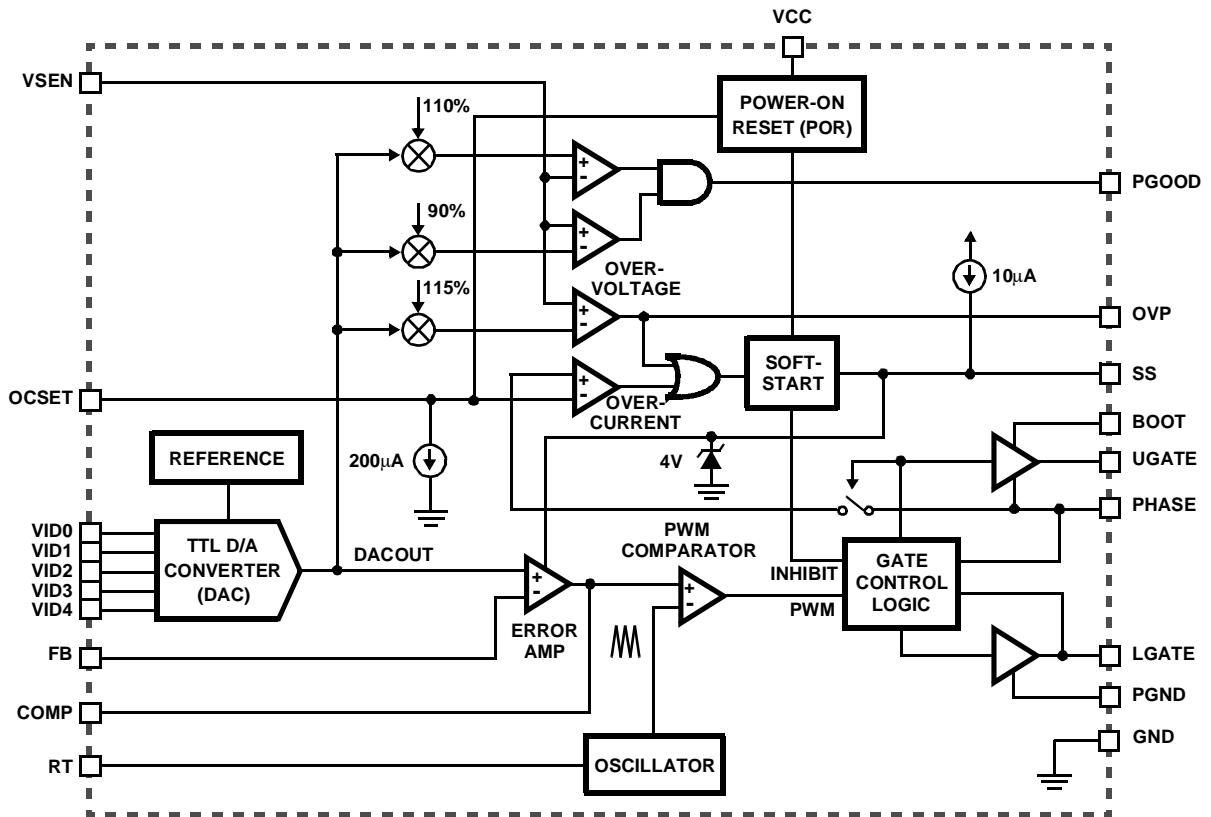 VCC
VSEN
POWER-ON
RESET (POR)
110%
+
-
PGOOD
90%
+
-
OVER-
VOLTAGE
10μA
115%
+
-
OVP
SOFT-
START
SS
OCSET
+
-
OVER-
CURRENT
BOOT
REFERENCE
200μA
4V
UGATE
PHASE
VID0
VID1
VID2
VID3
VID4
TTL D/A
CONVERTER
(DAC)
DACOUT
PWM
COMPARATOR
+
-
+
-
INHIBIT
PWM
GATE
CONTROL
LOGIC
ERROR
AMP
FB
LGATE
PGND
COMP
GND
RT
OSCILLATOR